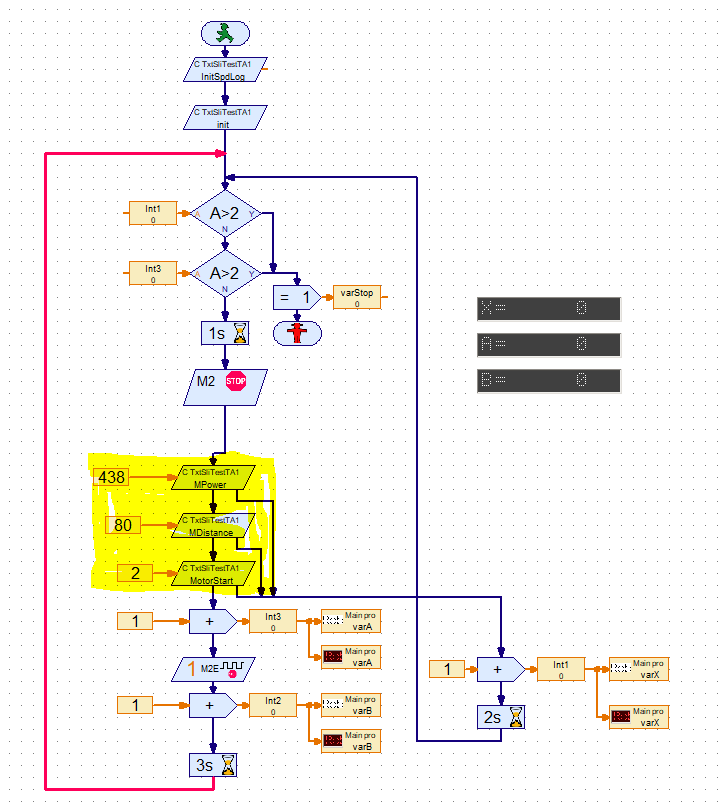 C TxtSliTestTA1
InitSpdLog
C TxtSliTestTA1
init
Int1
0
A
A>2
Y
N
Int3
0
A
A>2
Y
N
= 1
varStop
0
1s
X=
0
A=
0
B=
0
M2
STOP
438
C TxtSliTestTA1
MPower
80
C TxtSliTestTA1
MDistance
2
C TxtSliTestTA1
MotorStart
1
+
Int3
0
Main pro
varA
Main pro
varA
1
M2E
1
+
Int2
0
Main pro
varB
Main pro
varB
3s
1
+
Int1
0
Main pro
varX
Main pro
varX
2s